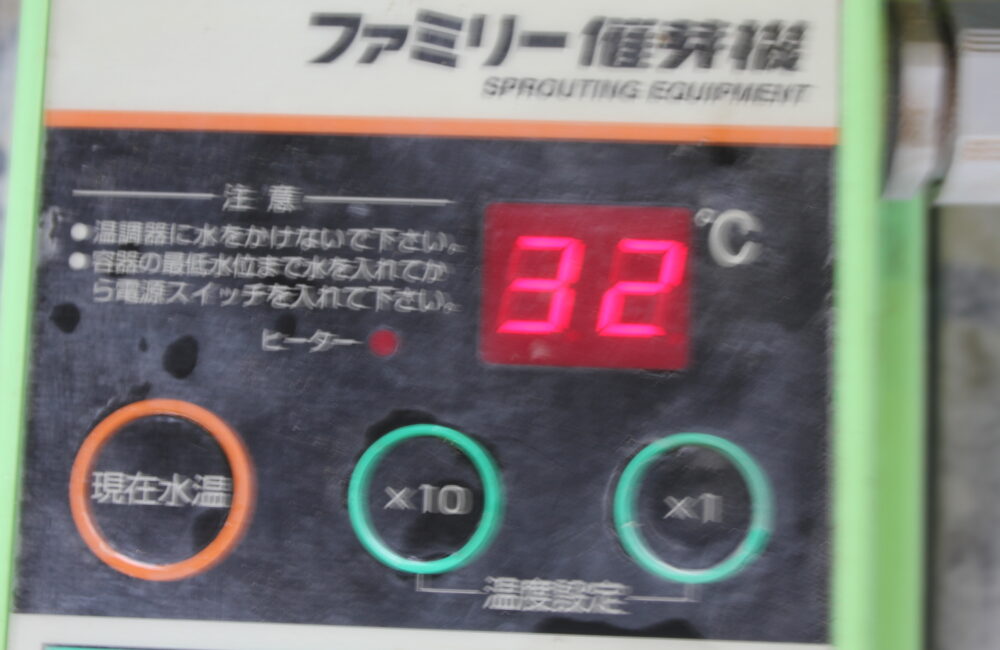 ファミリー催芽機
SPROUTING EQUIPMENT
注意
●温調器に水をかけないで下さい。
●容器の最低水位まで水を入れてか
ら電源スイッチを入れて下さい。
ヒーター
32
℃
現在水温
×10
×1
温度設定